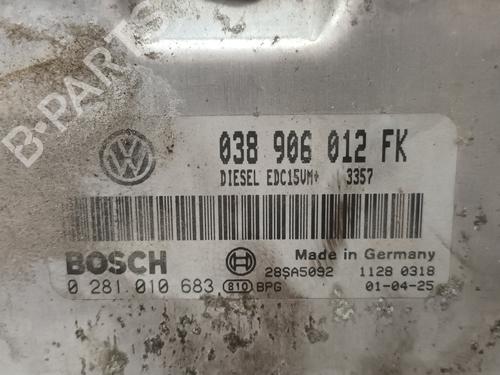 B-PARTS
038 906 012 FK
DIESEL EDC15VM+ 3357
BOSCH
Made in Germany
28SA5092 1128 0318
0 281 010 683 810 BPG 01-04-25